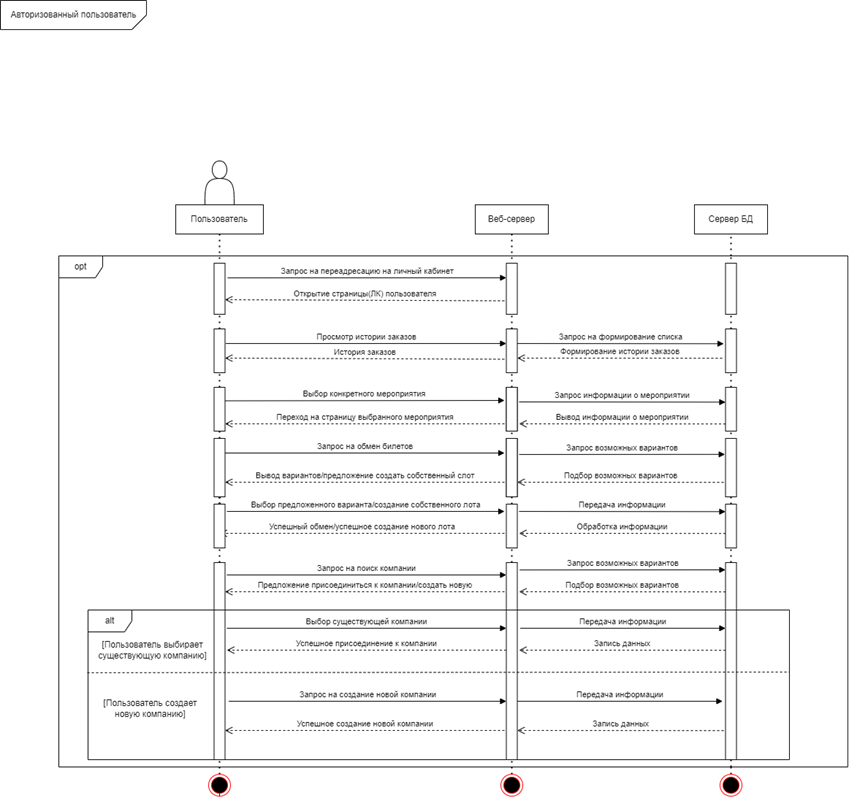 Авторизованный пользователь
Пользователь
Веб-сервер
Сервер БД
opt
Запрос на переадресацию на личный кабинет
Открытие страницы(ЛК) пользователя
Просмотр истории заказов
Запрос на формирование списка
История заказов
Формирование истории заказов
Выбор конкретного мероприятия
Запрос информации о мероприятии
Переход на страницу выбранного мероприятия
Вывод информации о мероприятии
Запрос на обмен билетов
Запрос возможных вариантов
Вывод вариантов/предложение создать собственный слот
Подбор возможных вариантов
Выбор предложенного варианта/создание собственного лота
Передача информации
Успешный обмен/успешное создание нового лота
Обработка информации
Запрос на поиск компании
Запрос возможных вариантов
Предложение присоединиться к компании/создать новую
Подбор возможных вариантов
alt
Выбор существующей компании
Передача информации
[Пользователь выбирает
существующую компанию]
Успешное присоединение к компании
Запись данных
Запрос на создание новой компании
Передача информации
[Пользователь создает
новую компанию]
Успешное создание новой компании
Запись данных